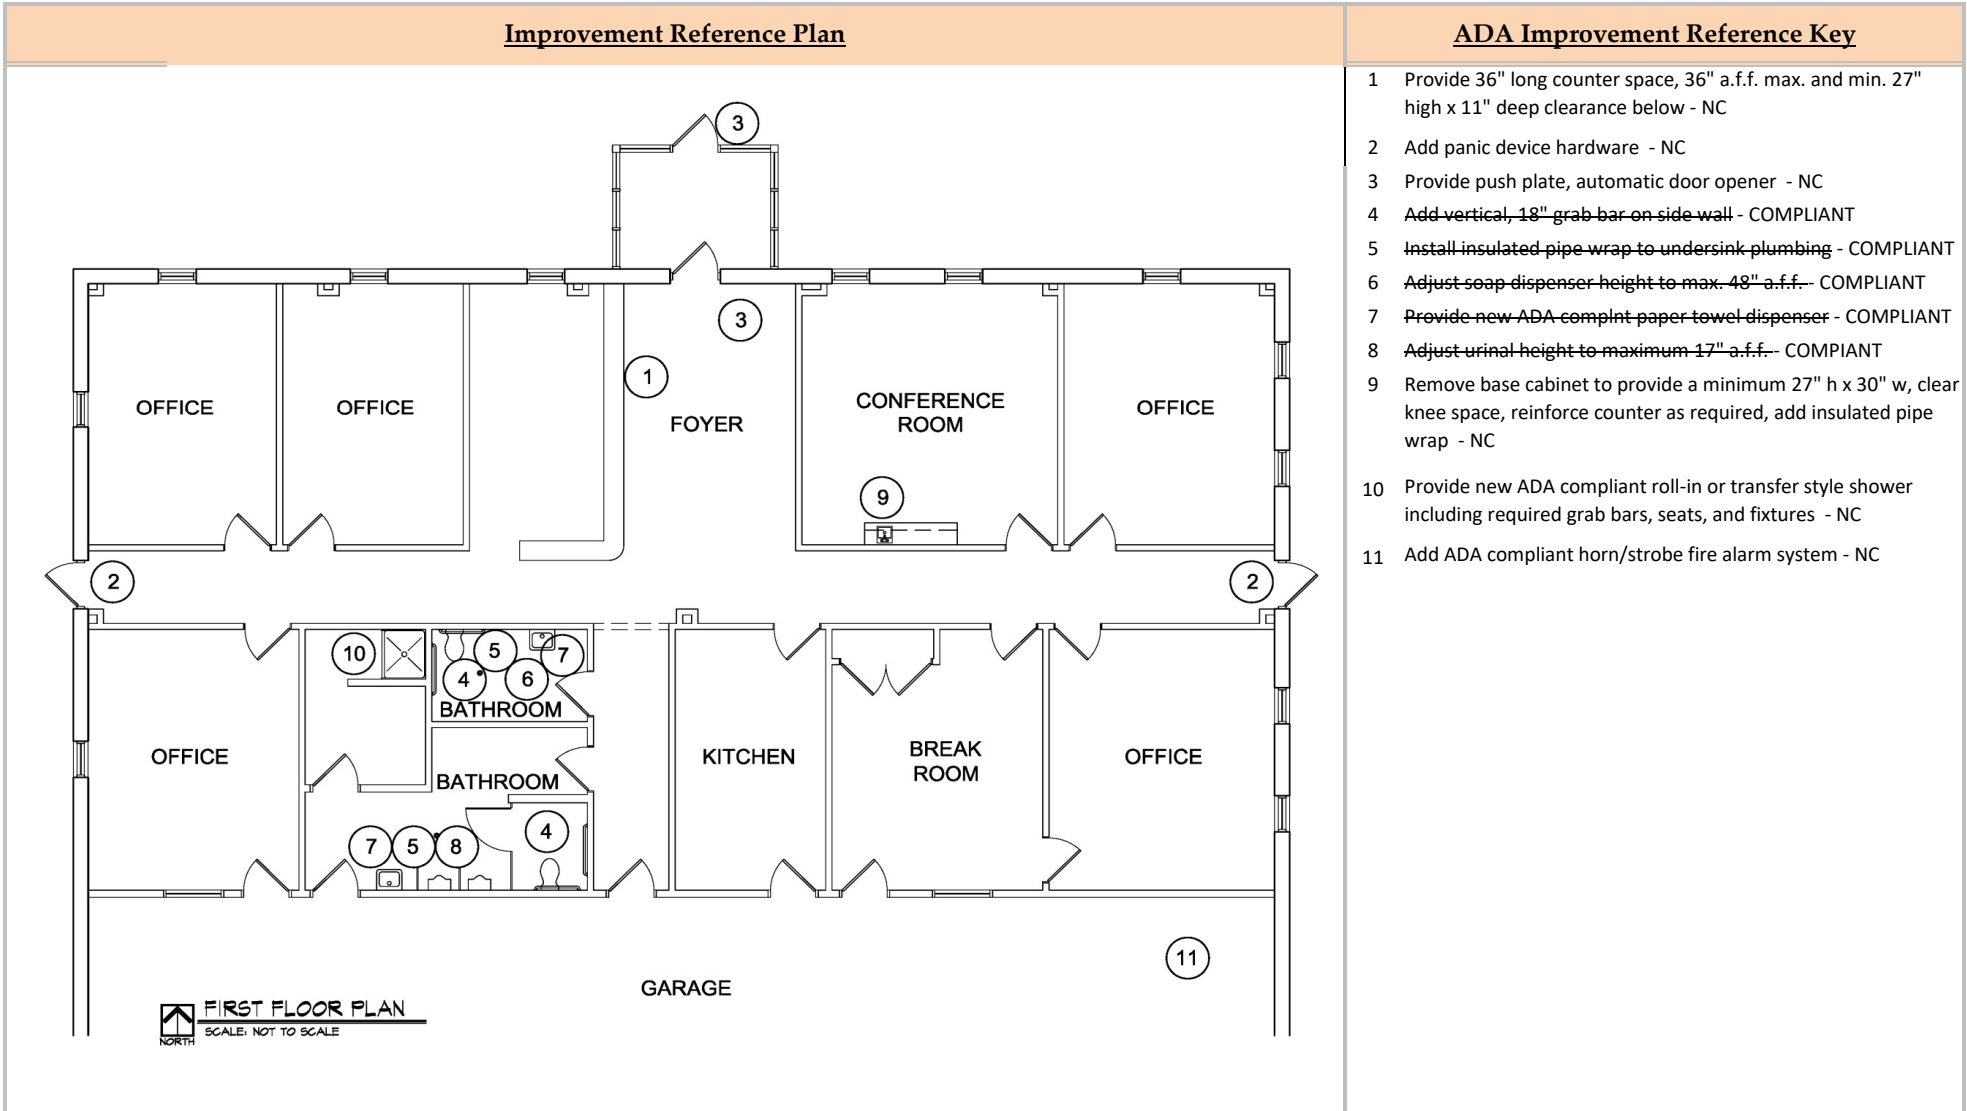 Improvement Reference Plan
ADA Improvement Reference Key
1 Provide 36" long counter space, 36" a.f.f. max. and min. 27"
high x 11" deep clearance below - NC
2 Add panic device hardware - NC
3 Provide push plate, automatic door opener - NC
4 Add vertical, 18" grab bar on side wall - COMPLIANT
5 Install insulated pipe wrap to undersink plumbing - COMPLIANT
6 Adjust soap dispenser height to max. 48" a.f.f. - COMPLIANT
7 Provide new ADA complnt paper towel dispenser - COMPLIANT
8 Adjust urinal height to maximum 17" a.f.f. - COMPIANT
9 Remove base cabinet to provide a minimum 27" h x 30" w, clear
knee space, reinforce counter as required, add insulated pipe
wrap - NC
10 Provide new ADA compliant roll-in or transfer style shower
including required grab bars, seats, and fixtures - NC
11 Add ADA compliant horn/strobe fire alarm system - NC
3
3
1
OFFICE
OFFICE
FOYER
CONFERENCE
ROOM
OFFICE
9
2
2
10
5
7
4
6
BATHROOM
OFFICE
BATHROOM
KITCHEN
BREAK
ROOM
OFFICE
7
5
8
4
11
GARAGE
FIRST FLOOR PLAN
SCALE: NOT TO SCALE
NORTH